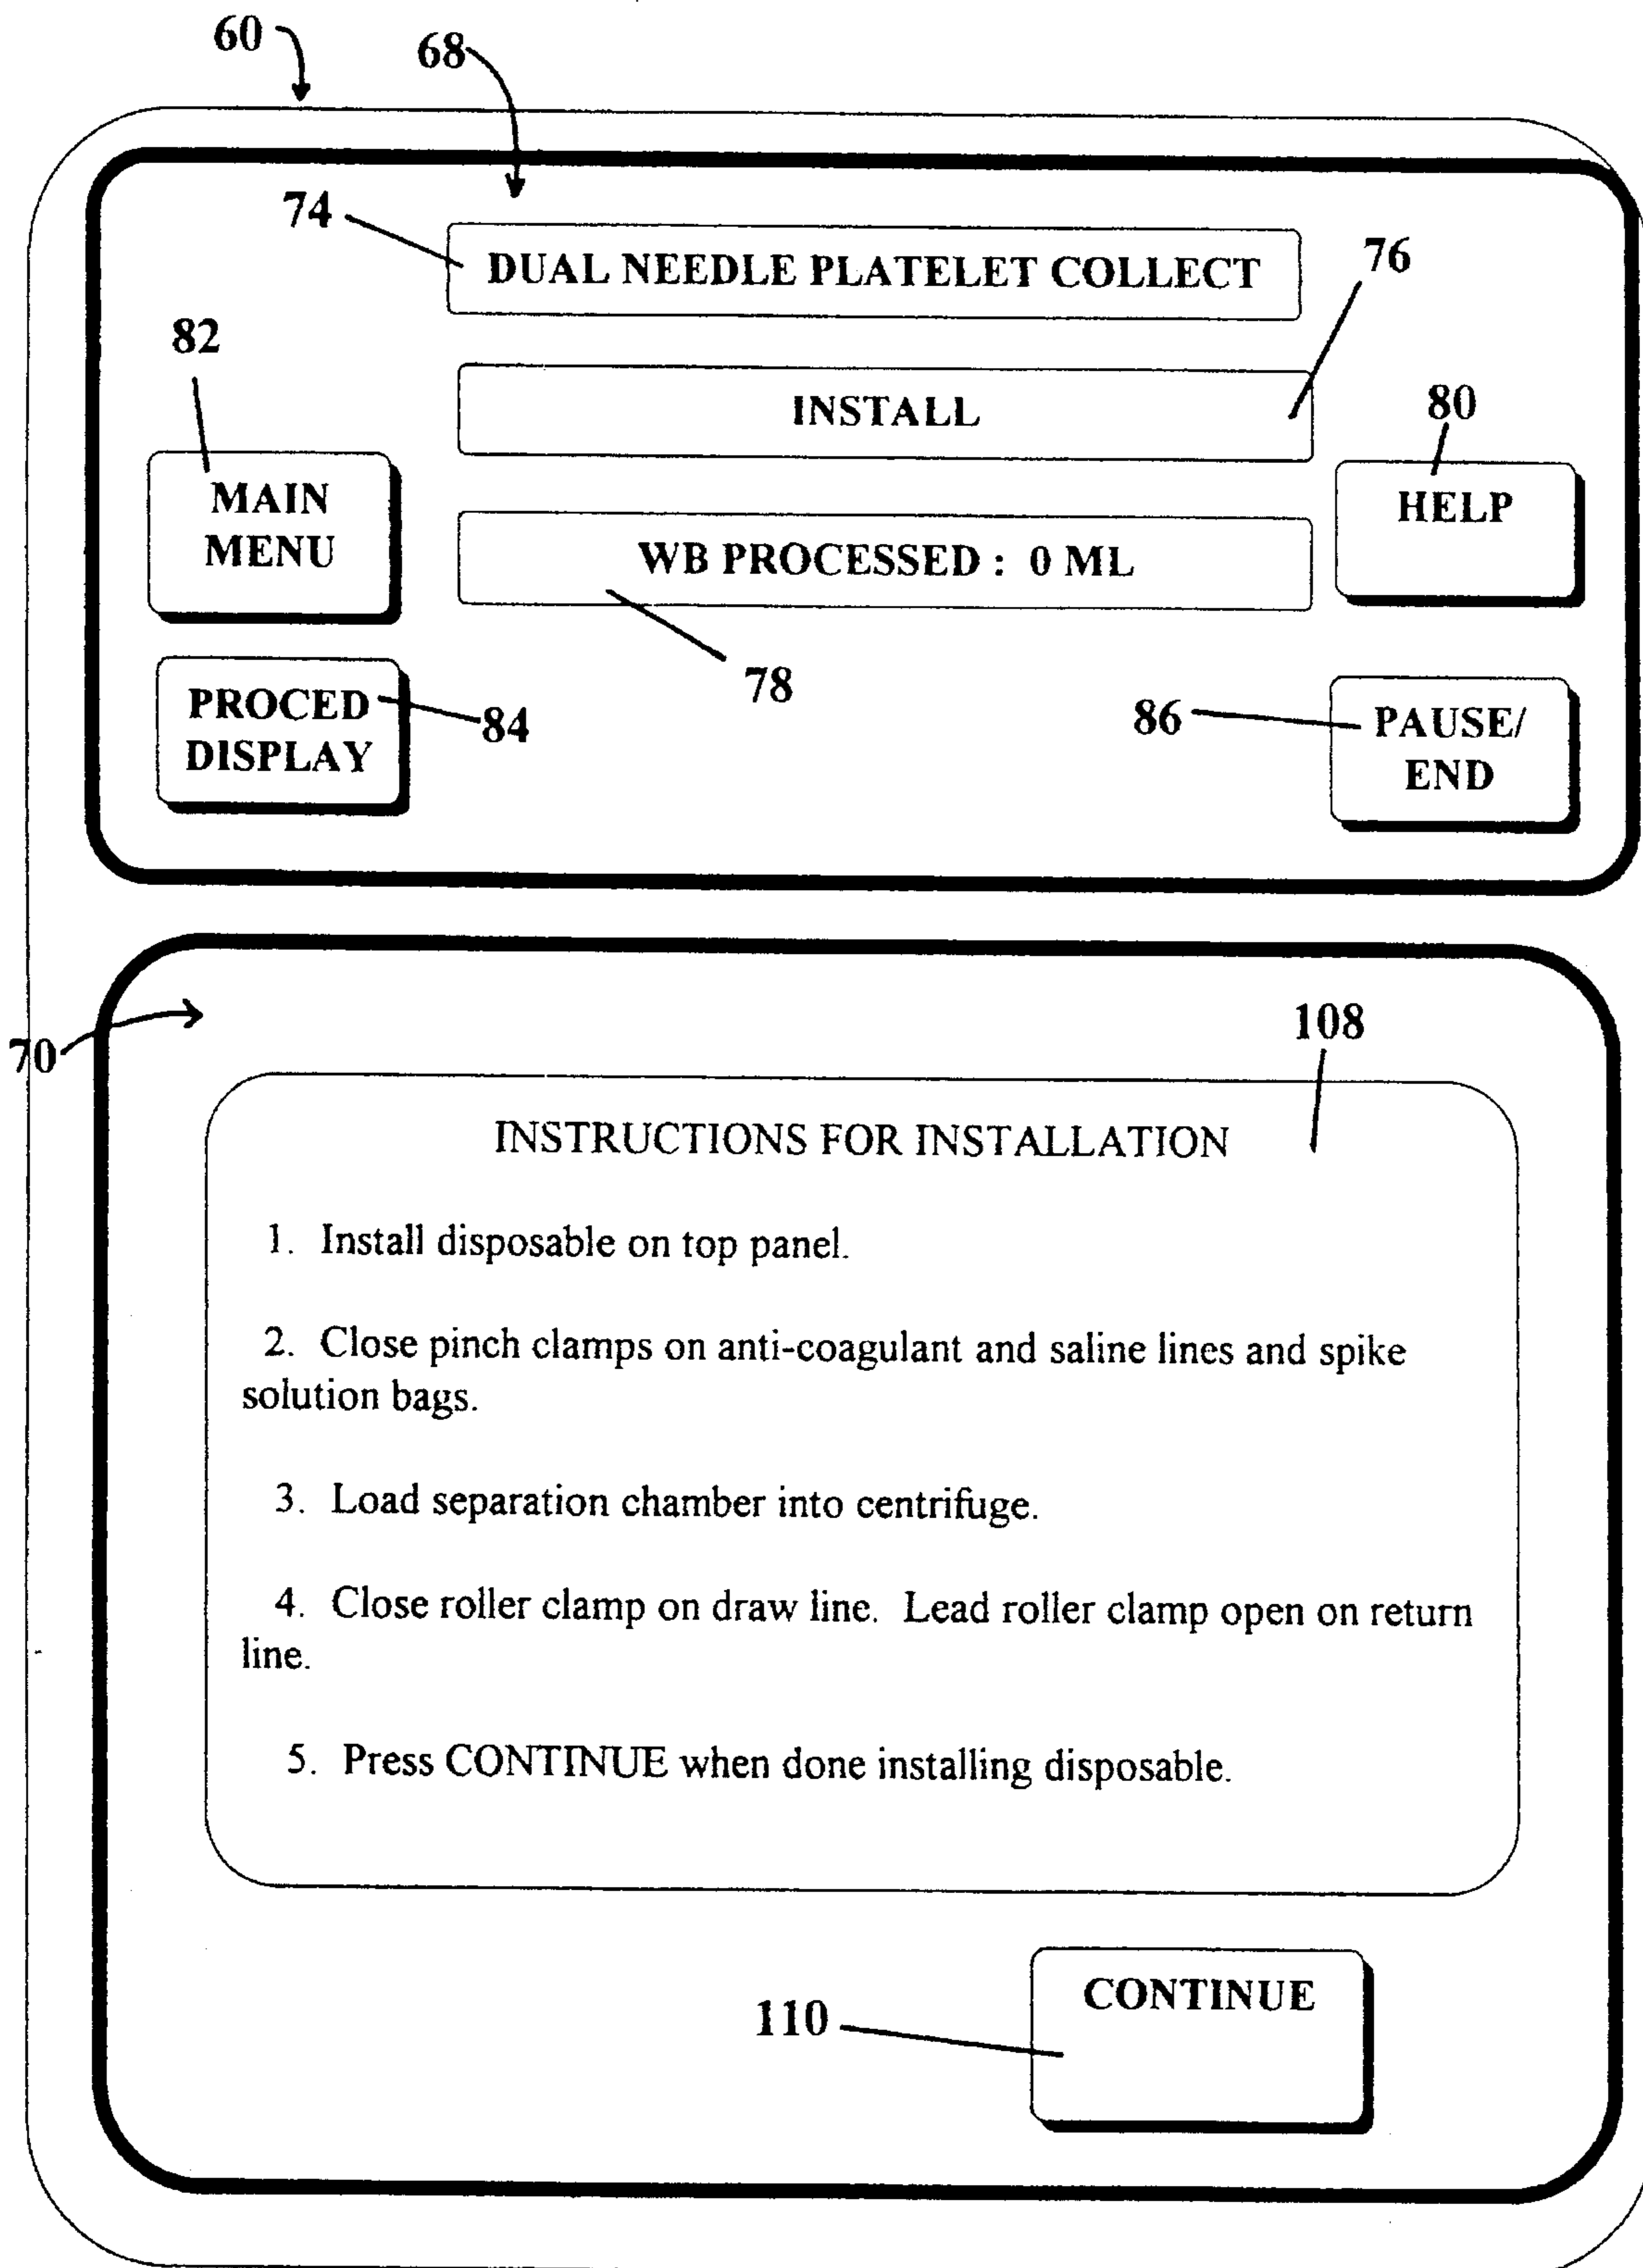 60
68
74
DUAL NEEDLE PLATELET COLLECT
76
82
INSTALL
80
MAIN
MENU
HELP
WB PROCESSED : 0 ML
78
PROCED
DISPLAY
84
86
PAUSE/
END
70
108
INSTRUCTIONS FOR INSTALLATION
1. Install disposable on top panel.
2. Close pinch clamps on anti-coagulant and saline lines and spike
solution bags.
3. Load separation chamber into centrifuge.
4. Close roller clamp on draw line. Lead roller clamp open on return
line.
5. Press CONTINUE when done installing disposable.
CONTINUE
110